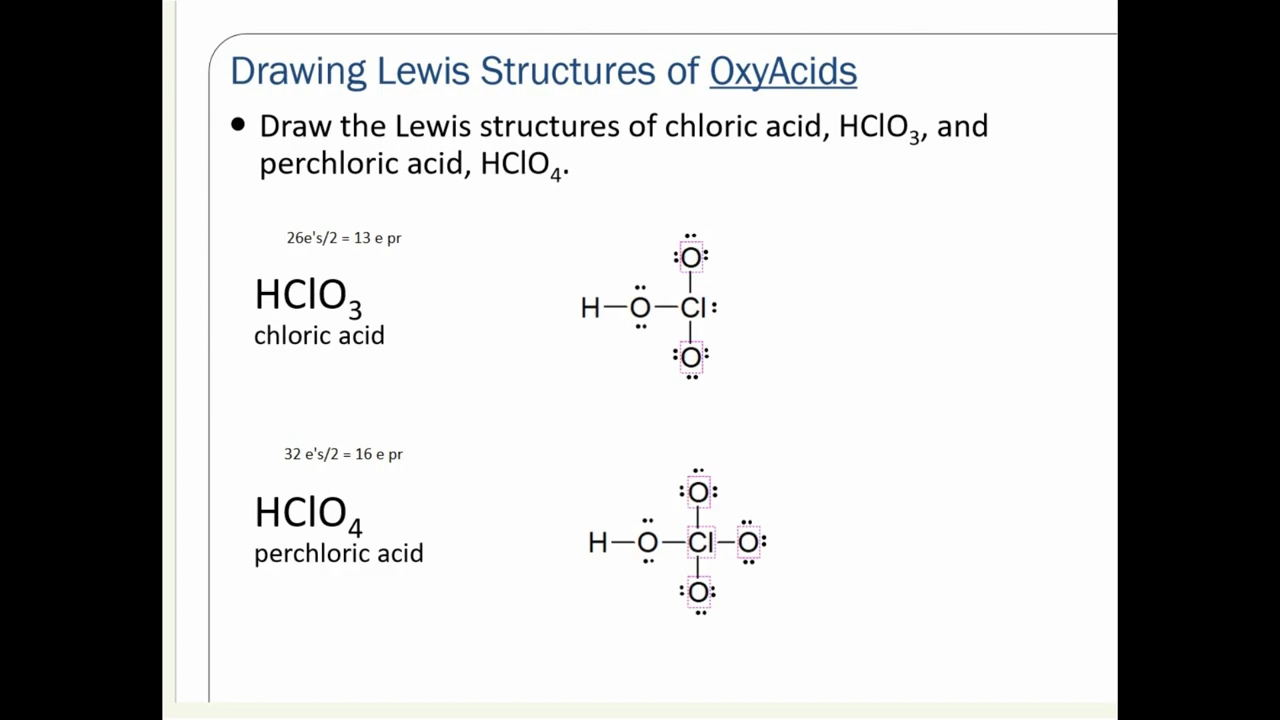 Drawing Lewis Structures of OxyAcids
• Draw the Lewis structures of chloric acid, HClO₃, and
perchloric acid, HClO₄.
26e's/2 = 13 e pr
HClO₃
chloric acid
O
H—O—Cl
O
32 e's/2 = 16 e pr
HClO₄
perchloric acid
O
H—O—Cl—O
O